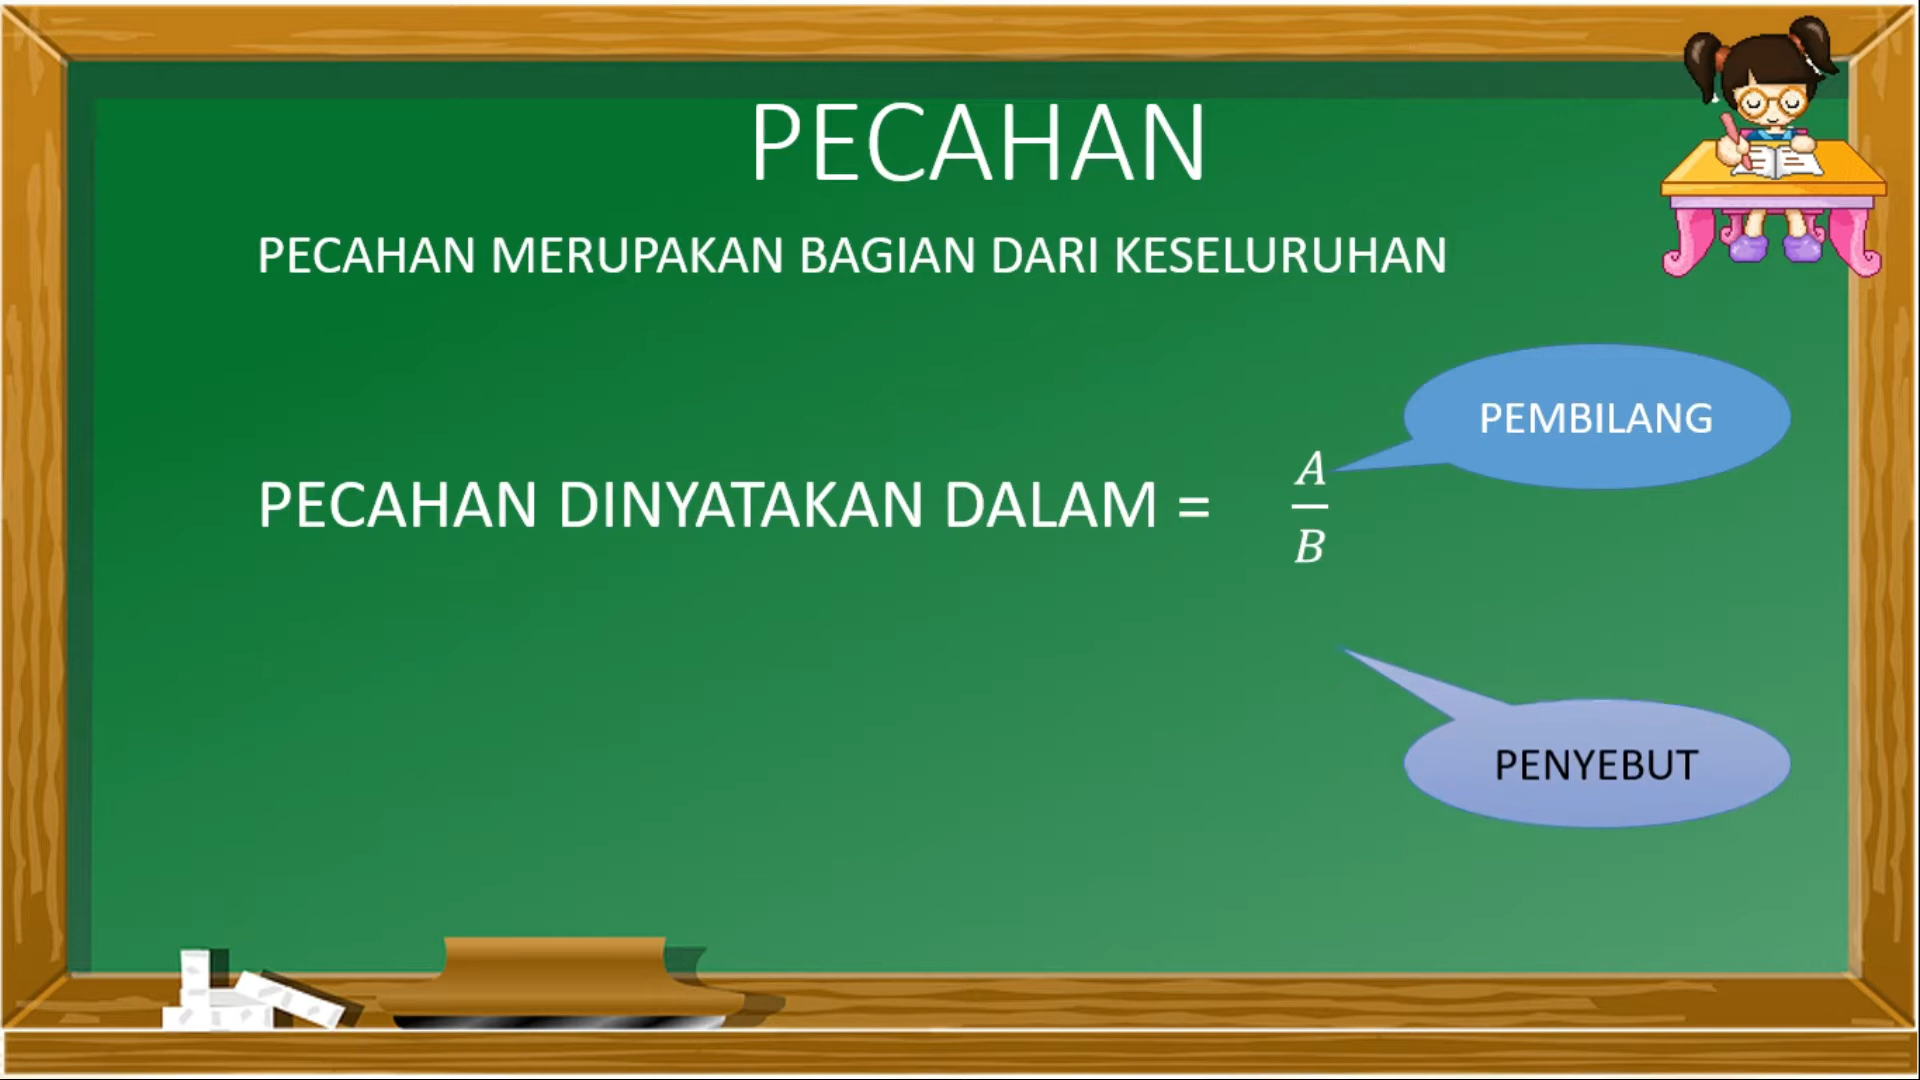 PECAHAN
PECAHAN MERUPAKAN BAGIAN DARI KESELURUHAN
PEMBILANG
PECAHAN DINYATAKAN DALAM = A/B
PENYEBUT